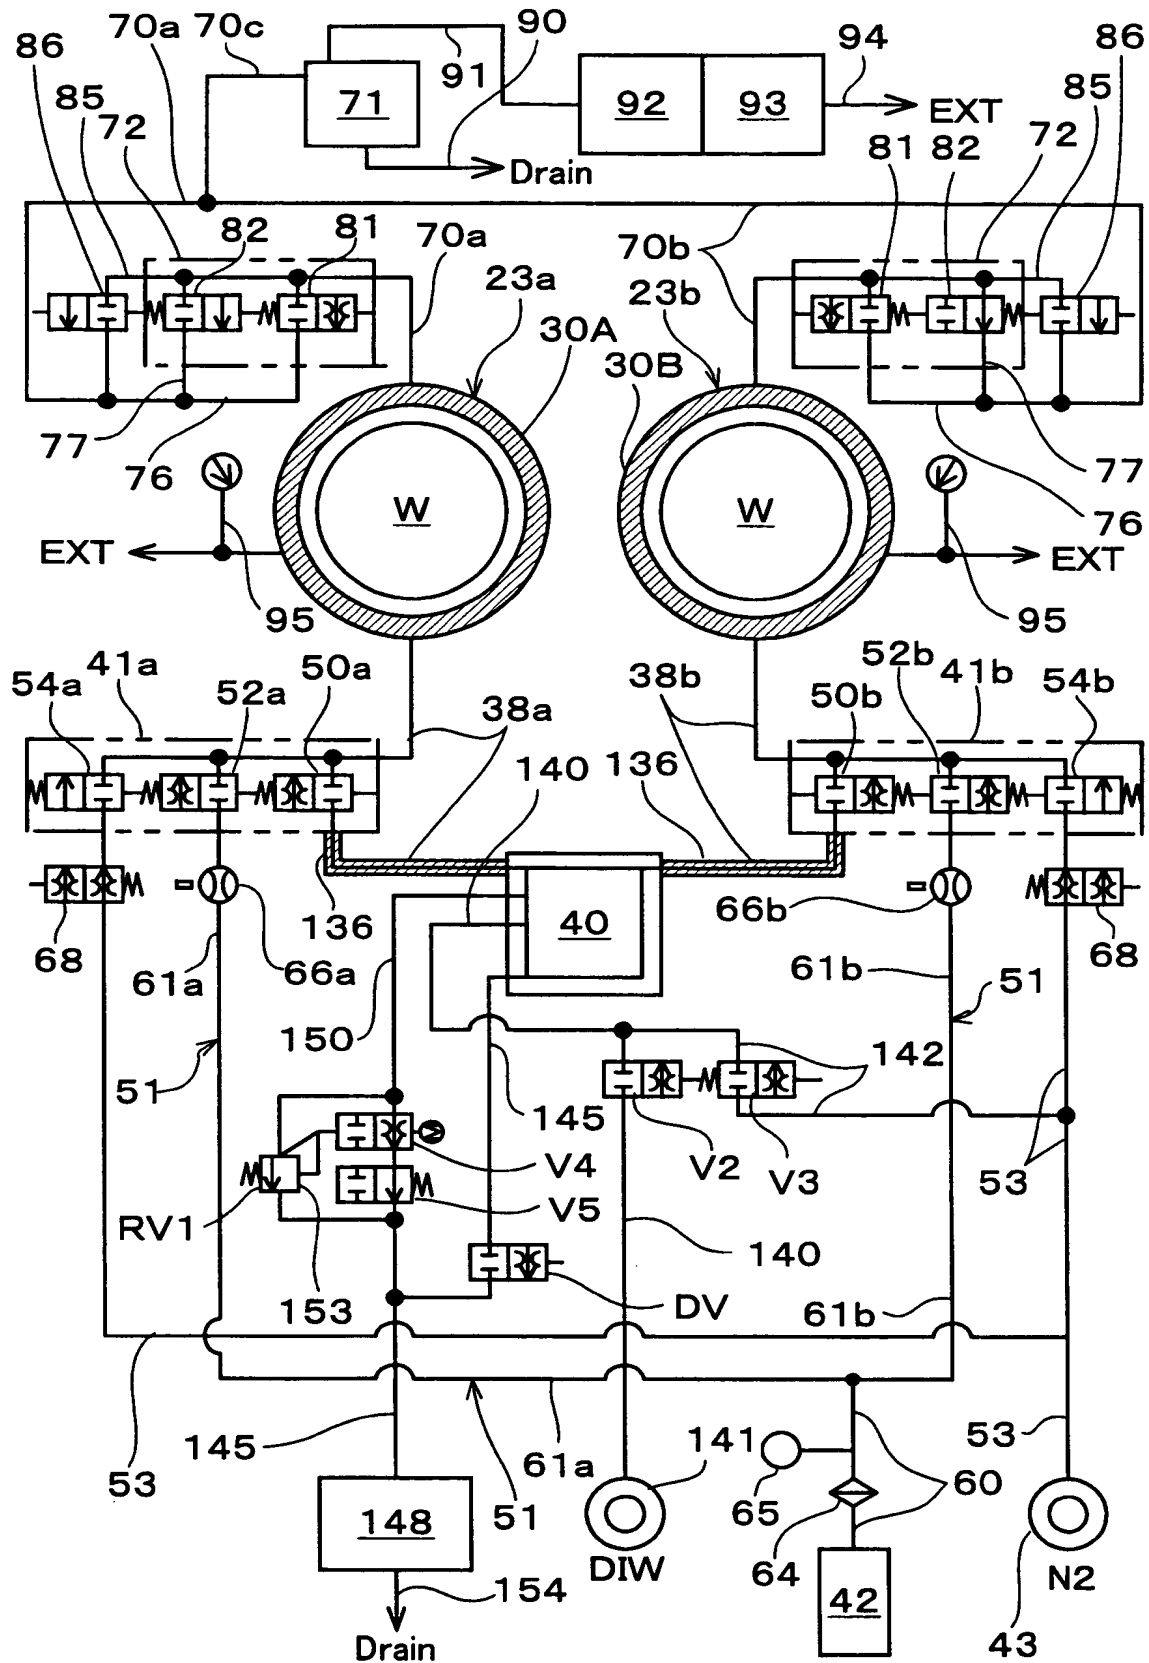 70a 70c 90 94 86
86 91 85
85 71 92 93 EXT
72 81 82 72
Drain
82 81 70a 70b
23a 23b
30A 30B
77 77
76 W W 76
EXT EXT
95 95
41a 50a 52b 41b
54a 52a 38a 38b 50b 54b
140 136
40
136 66b
68 66a 68
61a 61b 51
150 142
51 145
V4 V2 V3 53
RV1 V5
140
153 DV 61b
145 141 53
53 61a 65 60
148 51
DIW 64 N2
154 42
Drain 43